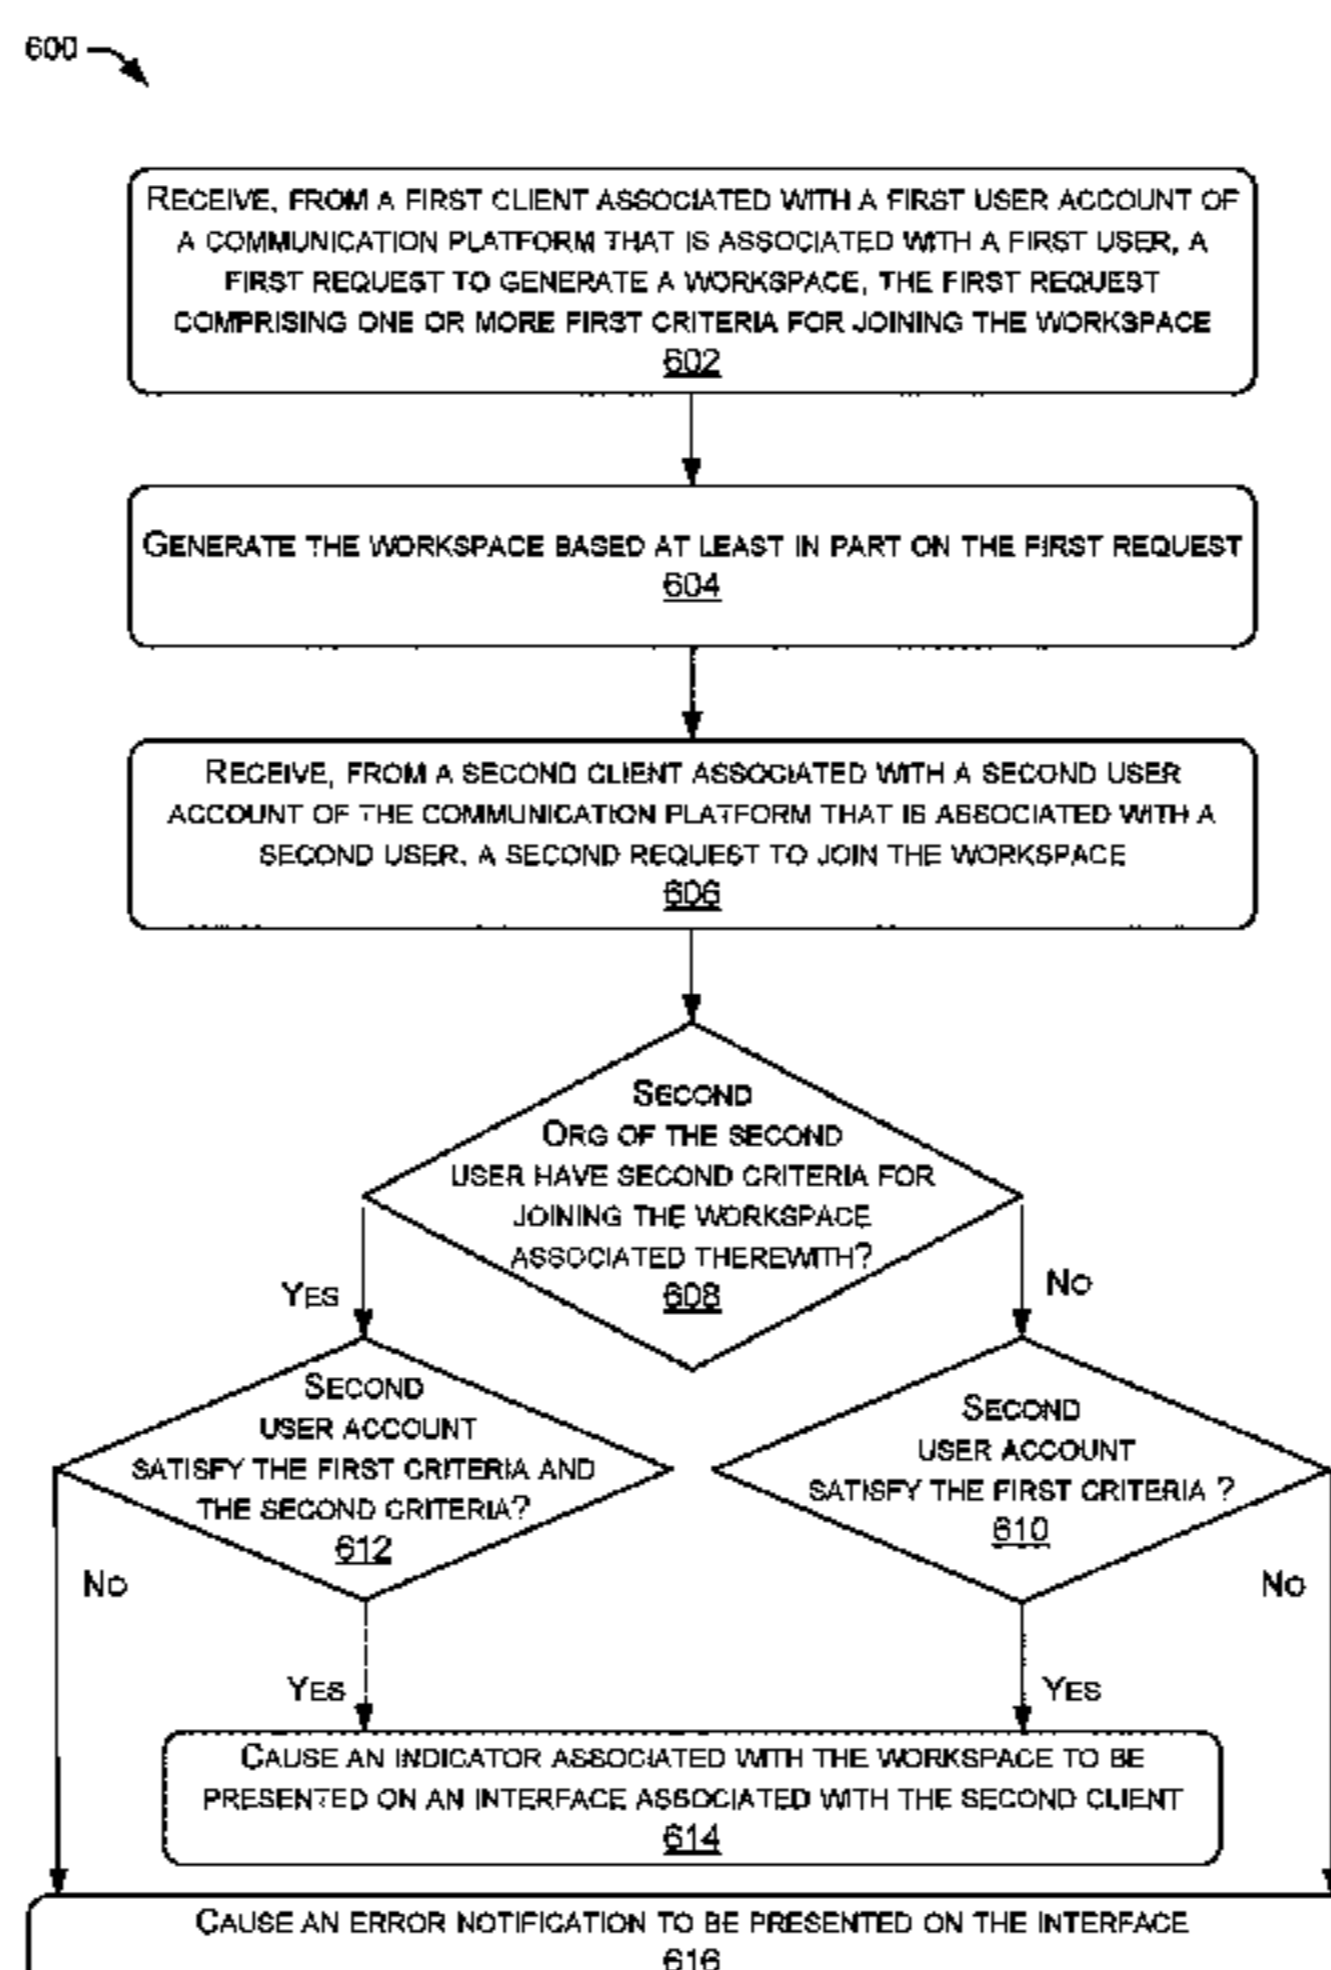 600
RECEIVE, FROM A FIRST CLIENT ASSOCIATED WITH A FIRST USER ACCOUNT OF
A COMMUNICATION PLATFORM THAT IS ASSOCIATED WITH A FIRST USER, A
FIRST REQUEST TO GENERATE A WORKSPACE, THE FIRST REQUEST
COMPRISING ONE OR MORE FIRST CRITERIA FOR JOINING THE WORKSPACE
602
GENERATE THE WORKSPACE BASED AT LEAST IN PART ON THE FIRST REQUEST
604
RECEIVE, FROM A SECOND CLIENT ASSOCIATED WITH A SECOND USER
ACCOUNT OF THE COMMUNICATION PLATFORM THAT IS ASSOCIATED WITH A
SECOND USER, A SECOND REQUEST TO JOIN THE WORKSPACE
606
SECOND
ORG OF THE SECOND
USER HAVE SECOND CRITERIA FOR
JOINING THE WORKSPACE
ASSOCIATED THEREWITH?
608
YES
NO
SECOND
USER ACCOUNT
SATISFY THE FIRST CRITERIA AND
THE SECOND CRITERIA?
612
SECOND
USER ACCOUNT
SATISFY THE FIRST CRITERIA ?
610
NO
NO
YES
YES
CAUSE AN INDICATOR ASSOCIATED WITH THE WORKSPACE TO BE
PRESENTED ON AN INTERFACE ASSOCIATED WITH THE SECOND CLIENT
614
CAUSE AN ERROR NOTIFICATION TO BE PRESENTED ON THE INTERFACE
616